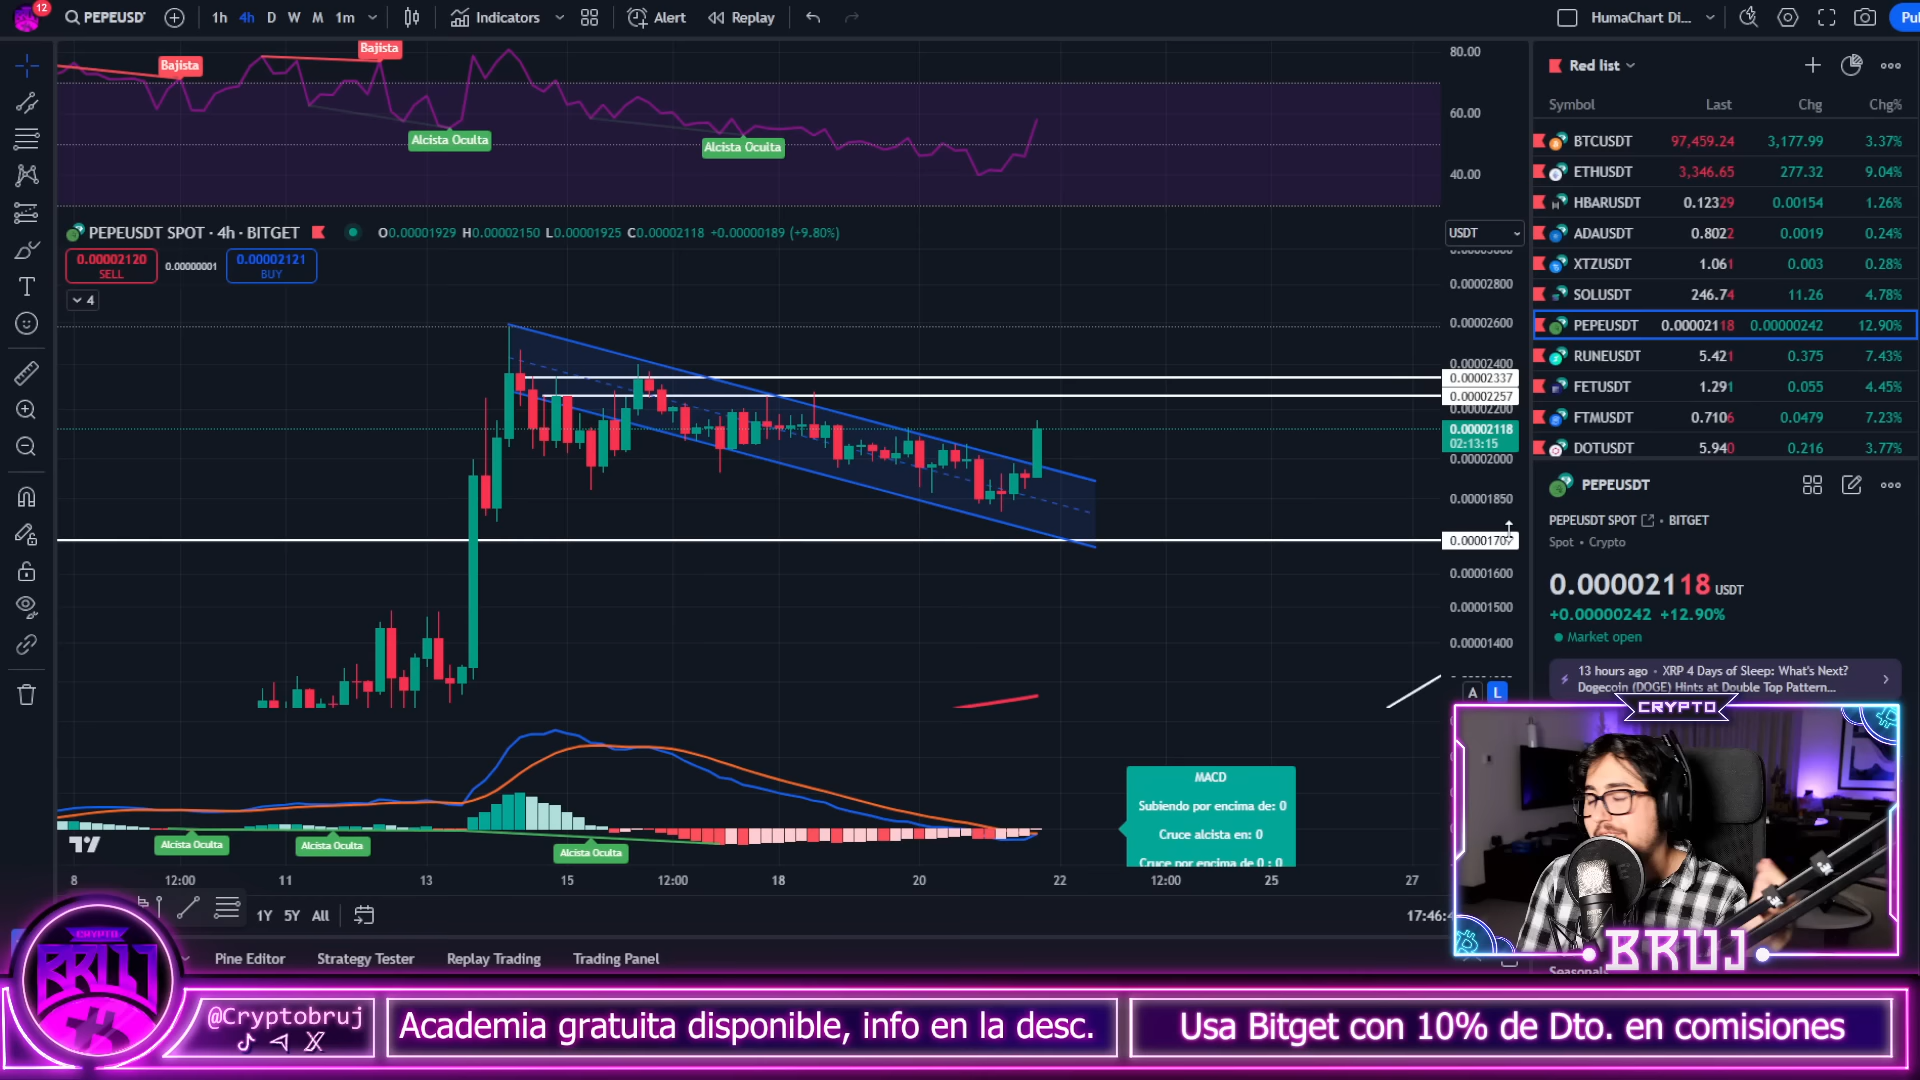 12
PEPEUSD
1h 4h D W M 1m
Indicators
Alert
Replay
HumaChart Di...
Pu
Bajista
Bajista
Alcista Oculta
Alcista Oculta
80.00
60.00
40.00
PEPEUSDT SPOT · 4h · BITGET
O0.00001929 H0.00002150 L0.00001925 C0.00002118 +0.00000189 (+9.80%)
0.00002120
SELL
0.00000001
0.00002121
BUY
4
USDT
0.00002800
0.00002600
0.00002400
0.00002337
0.00002257
0.00002200
0.00002118
02:13:15
0.00002000
0.00001850
0.00001707
0.00001600
0.00001500
0.00001400
A L
MACD
Subiendo por encima de: 0
Cruce alcista en: 0
Cruce por encima de 0 : 0
Alcista Oculta
Alcista Oculta
Alcista Oculta
8 12:00 11 13 15 12:00 18 20 22 12:00 25 27
1Y 5Y All
17:46:4
Pine Editor Strategy Tester Replay Trading Trading Panel
Red list
Symbol Last Chg Chg%
BTCUSDT 97,459.24 3,177.99 3.37%
ETHUSDT 3,346.65 277.32 9.04%
HBARUSDT 0.12329 0.00154 1.26%
ADAUSDT 0.8022 0.0019 0.24%
XTZUSDT 1.061 0.003 0.28%
SOLUSDT 246.74 11.26 4.78%
PEPEUSDT 0.00002118 0.00000242 12.90%
RUNEUSDT 5.421 0.375 7.43%
FETUSDT 1.291 0.055 4.45%
FTMUSDT 0.7106 0.0479 7.23%
DOTUSDT 5.940 0.216 3.77%
PEPEUSDT
PEPEUSDT SPOT • BITGET
Spot • Crypto
0.00002118 USDT
+0.00000242 +12.90%
Market open
13 hours ago • XRP 4 Days of Sleep: What's Next?
Dogecoin (DOGE) Hints at Double Top Pattern...
CRYPTO
BRUJ
Seasonals
CRYPTO
BRUJ
@Cryptobruj
Academia gratuita disponible, info en la desc.
Usa Bitget con 10% de Dto. en comisiones